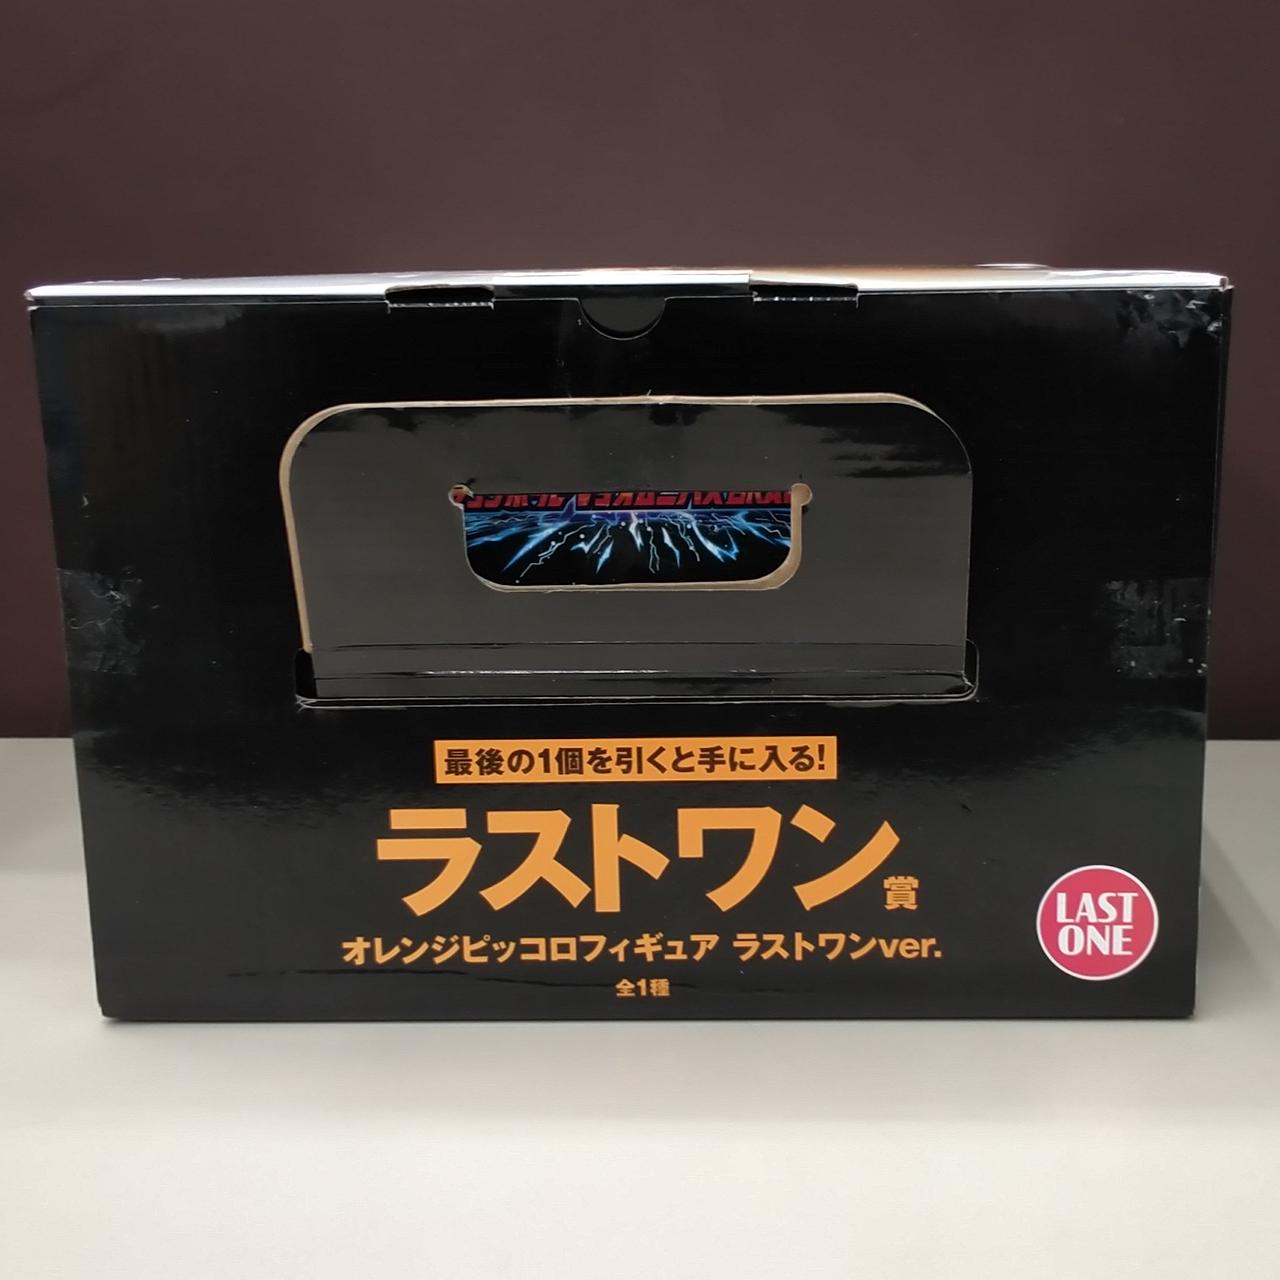 最後の1個を引くと手に入る!
ラストワン賞
オレンジピッコロフィギュア ラストワンver.
全1種
LAST
ONE